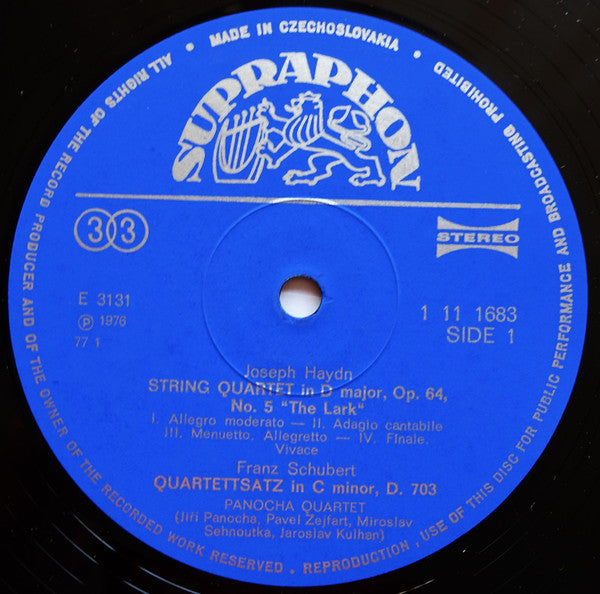 ALL RIGHTS OF THE RECORD PRODUCER AND OF THE OWNER OF THE RECORDED WORK RESERVED . REPRODUCTION , USE OF THIS DISC FOR PUBLIC PERFORMANCE AND BROADCASTING PROHIBITED
• MADE IN CZECHOSLOVAKIA •
SUPRAPHON
33
STEREO
E 3131
℗ 1976
77 1
1 11 1683
SIDE 1
Joseph Haydn
STRING QUARTET in D major, Op. 64,
No. 5 "The Lark"
I. Allegro moderato — II. Adagio cantabile
III. Menuetto. Allegretto — IV. Finale.
Vivace
Franz Schubert
QUARTETTSATZ in C minor, D. 703
PANOCHA QUARTET
(Jiří Panocha, Pavel Zejfart, Miroslav
Sehnoutka, Jaroslav Kulhan)